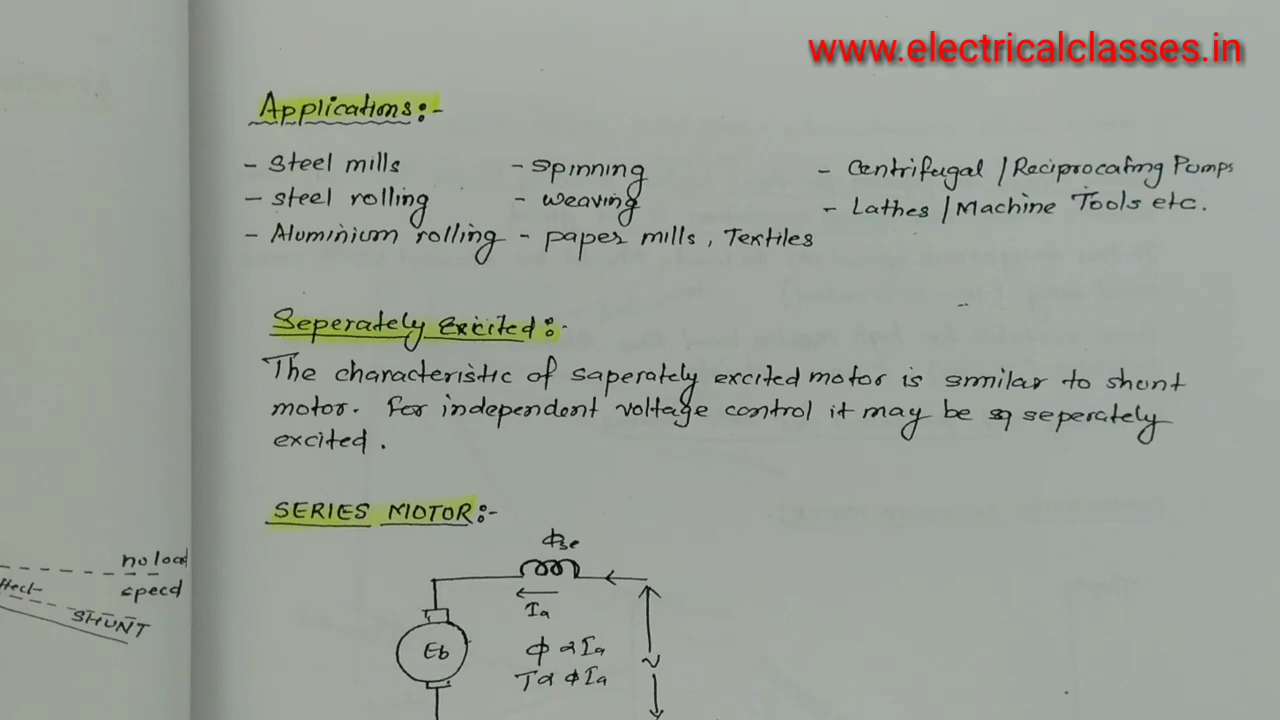 www.electricalclasses.in
Applications:-
- Steel mills - Spinning - Centrifugal / Reciprocating Pumps
- steel rolling - weaving - Lathes / Machine Tools etc.
- Aluminium rolling - paper mills, Textiles
Seperately Excited:-
The characteristic of saperately excited motor is similar to shunt
motor. For independent voltage control it may be seperately
excited.
SERIES MOTOR:-
Φse
Ia
Eb
Φ α Ia
T α Φ Ia
V
no load
speed
SHUNT